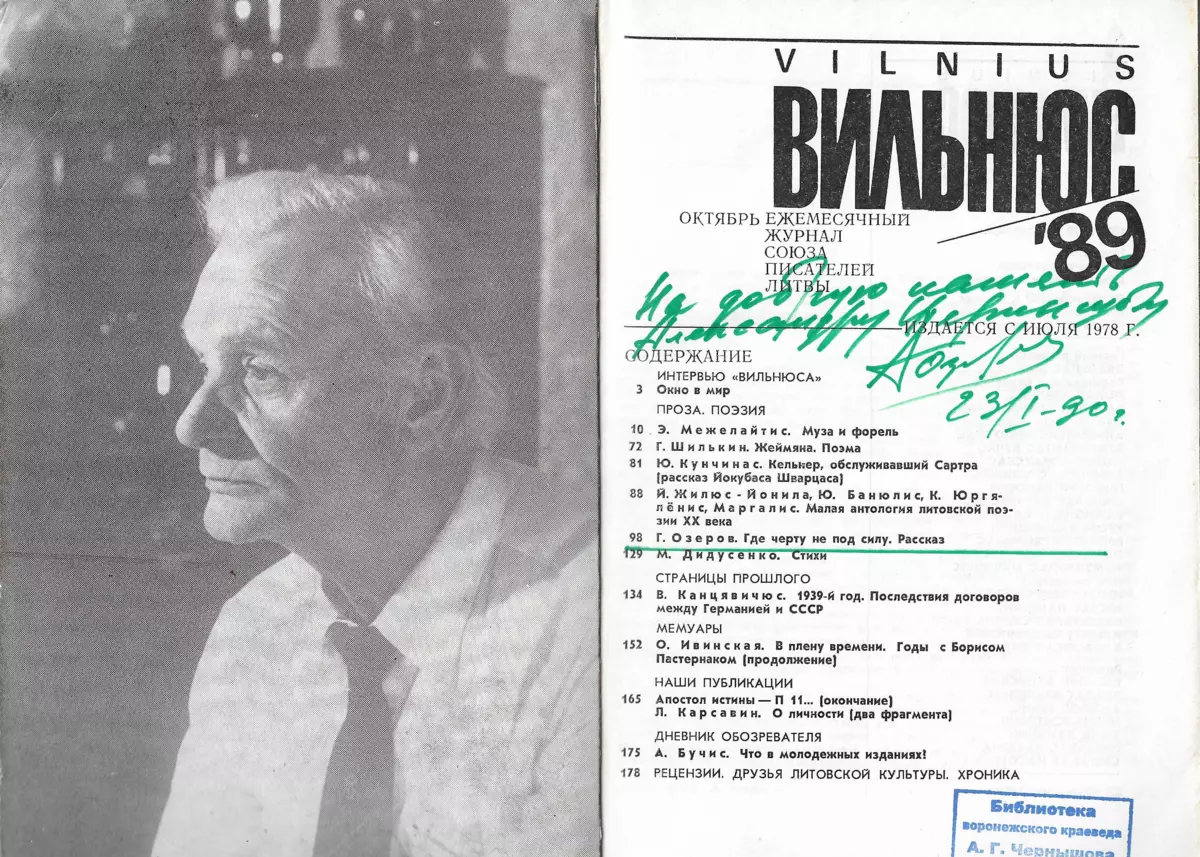 VILNIUS
ВИЛЬНЮС
'89
ОКТЯБРЬ ЕЖЕМЕСЯЧНЫЙ
ЖУРНАЛ
СОЮЗА
ПИСАТЕЛЕЙ
ЛИТВЫ
На добрую память
Александру
ИЗДАЕТСЯ С ИЮЛЯ 1978 Г.
23/I-90 г.
СОДЕРЖАНИЕ
ИНТЕРВЬЮ «ВИЛЬНЮСА»
3 Окно в мир
ПРОЗА. ПОЭЗИЯ
10 Э. Межелайтис. Муза и форель
72 Г. Шилькин. Жеймяна. Поэма
81 Ю. Кунчинас. Кельнер, обслуживавший Сартра
(рассказ Йокубаса Шварцаса)
88 Й. Жилюс-Йонила, Ю. Банюлис, К. Юргя-
лёнис, Маргалис. Малая антология литовской поэ-
зии XX века
98 Г. Озеров. Где черту не под силу. Рассказ
129 М. Дидусенко. Стихи
СТРАНИЦЫ ПРОШЛОГО
134 В. Канцявичюс. 1939-й год. Последствия договоров
между Германией и СССР
МЕМУАРЫ
152 О. Ивинская. В плену времени. Годы с Борисом
Пастернаком (продолжение)
НАШИ ПУБЛИКАЦИИ
165 Апостол истины — П 11... (окончание)
Л. Карсавин. О личности (два фрагмента)
ДНЕВНИК ОБОЗРЕВАТЕЛЯ
175 А. Бучис. Что в молодежных изданиях?
178 РЕЦЕНЗИИ. ДРУЗЬЯ ЛИТОВСКОЙ КУЛЬТУРЫ. ХРОНИКА
Библиотека
воронежского краеведа
А. Г. Чернышова